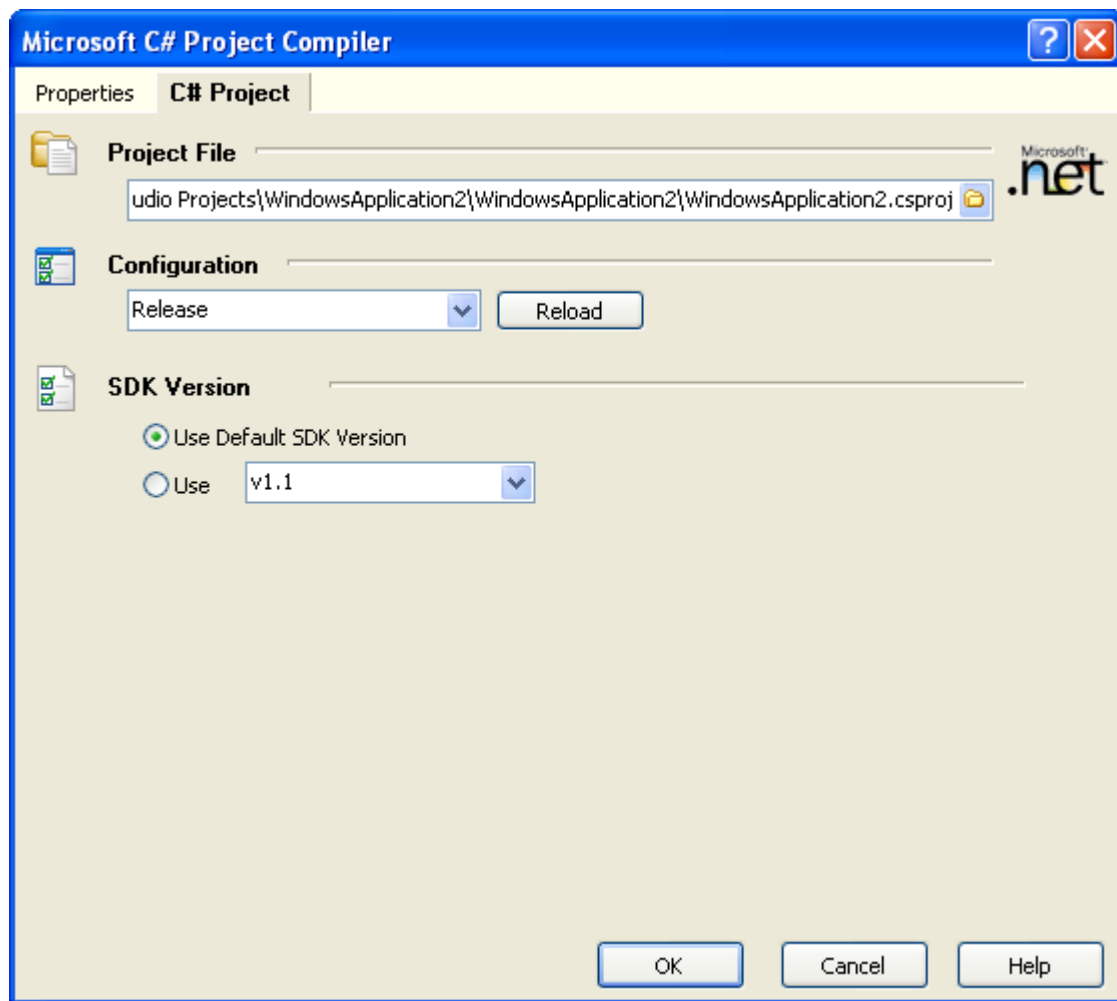 Microsoft C# Project Compiler
Properties C# Project
Project File
Microsoft
.net
udio Projects\WindowsApplication2\WindowsApplication2\WindowsApplication2.csproj
Configuration
Release Reload
SDK Version
Use Default SDK Version
Use v1.1
OK Cancel Help